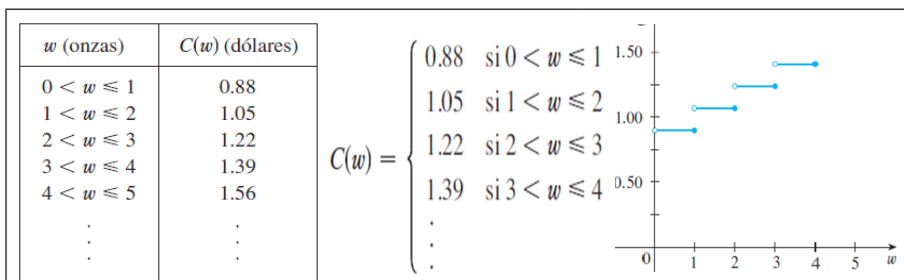 w (onzas) C(w) (dólares)
0 < w ⩽ 1 0.88
1 < w ⩽ 2 1.05
2 < w ⩽ 3 1.22
3 < w ⩽ 4 1.39
4 < w ⩽ 5 1.56
. .
. .
. .
C(w) =
0.88 si 0 < w ⩽ 1
1.05 si 1 < w ⩽ 2
1.22 si 2 < w ⩽ 3
1.39 si 3 < w ⩽ 4
.
.
.
1.50
1.00
0.50
0 1 2 3 4 5 w